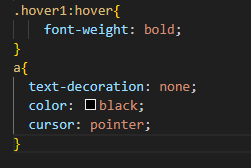 .hover1:hover{
    font-weight: bold;
}
a{
  text-decoration: none;
  color: black;
  cursor: pointer;
}